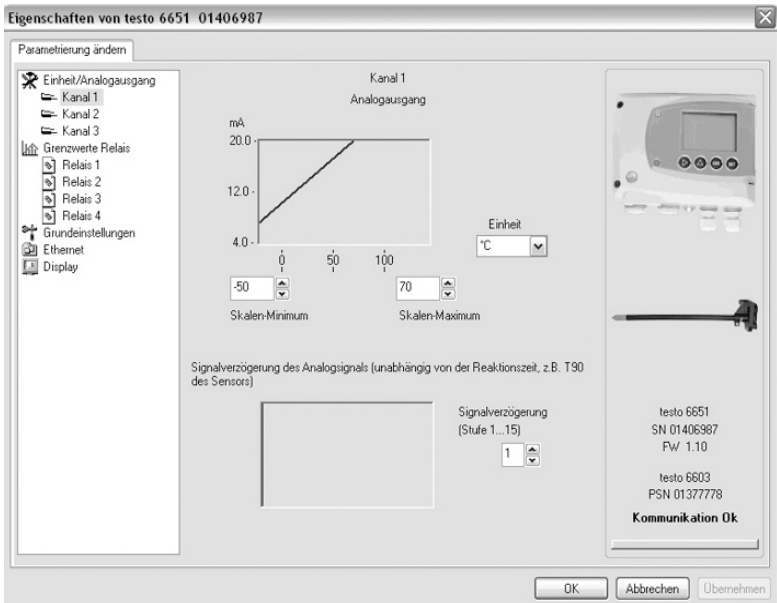 Eigenschaften von testo 6651 01406987
Parametrierung ändern
Einheit/Analogausgang
Kanal 1
Kanal 2
Kanal 3
Grenzwerte Relais
Relais 1
Relais 2
Relais 3
Relais 4
Grundeinstellungen
Ethernet
Display
Kanal 1
Analogausgang
mA
20.0
12.0
4.0
0 50 100
Einheit
°C
-50
70
Skalen-Minimum
Skalen-Maximum
Signalverzögerung des Analogsignals (unabhängig von der Reaktionszeit, z.B. T90
des Sensors)
Signalverzögerung
(Stufe 1...15)
1
testo 6651
SN 01406987
FW 1.10
testo 6603
PSN 01377778
Kommunikation Ok
OK
Abbrechen
Übernehmen